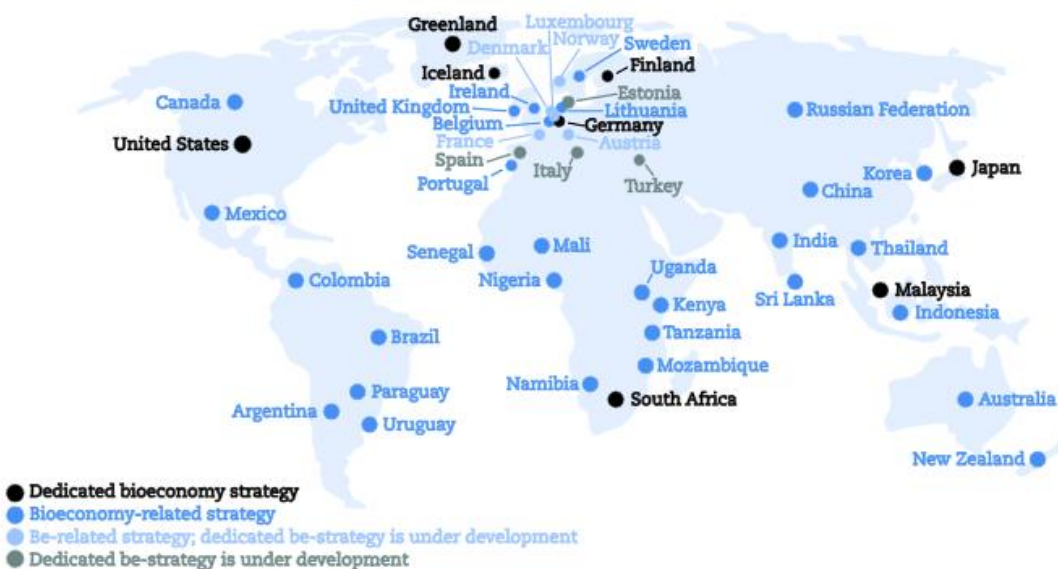 Greenland
Luxembourg
Denmark
Norway
Sweden
Iceland
Finland
Canada
Ireland
Estonia
United Kingdom
Lithuania
Russian Federation
Belgium
Germany
United States
France
Austria
Spain
Italy
Portugal
Turkey
Korea
Japan
China
Mexico
Senegal
Mali
India
Thailand
Colombia
Nigeria
Uganda
Kenya
Sri Lanka
Malaysia
Indonesia
Brazil
Tanzania
Mozambique
Namibia
Paraguay
South Africa
Australia
Argentina
Uruguay
New Zealand
Dedicated bioeconomy strategy
Bioeconomy-related strategy
Be-related strategy; dedicated be-strategy is under development
Dedicated be-strategy is under development